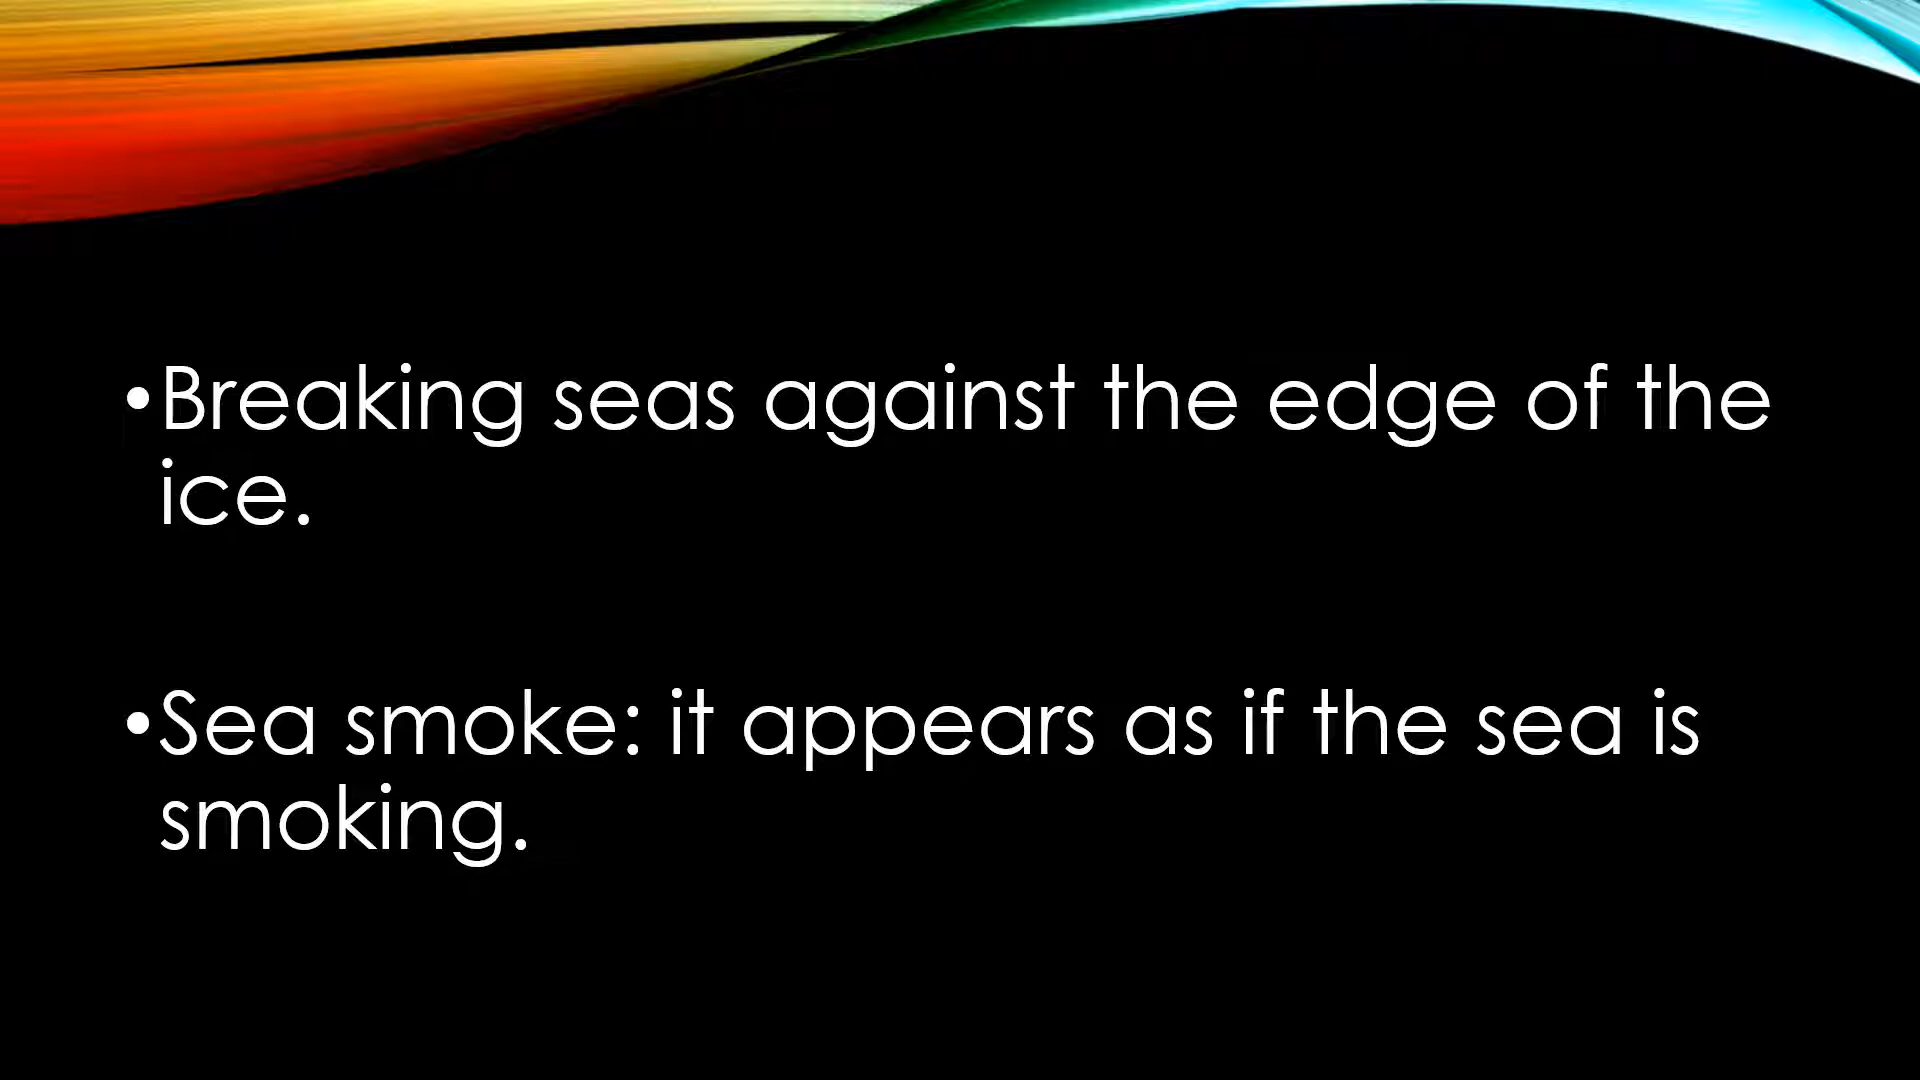 •Breaking seas against the edge of the
ice.
•Sea smoke: it appears as if the sea is
smoking.